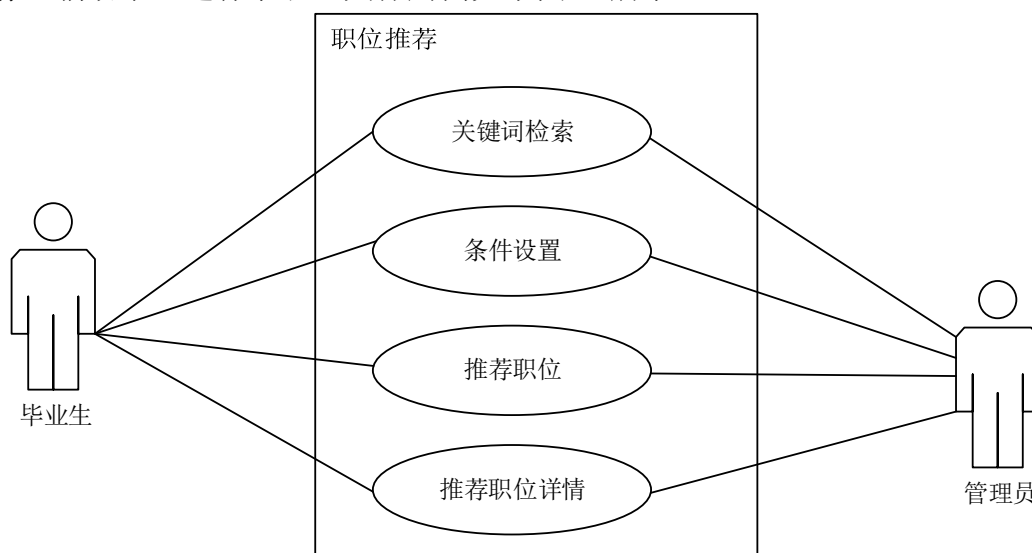 职位推荐
关键词检索
条件设置
推荐职位
毕业生
推荐职位详情
管理员